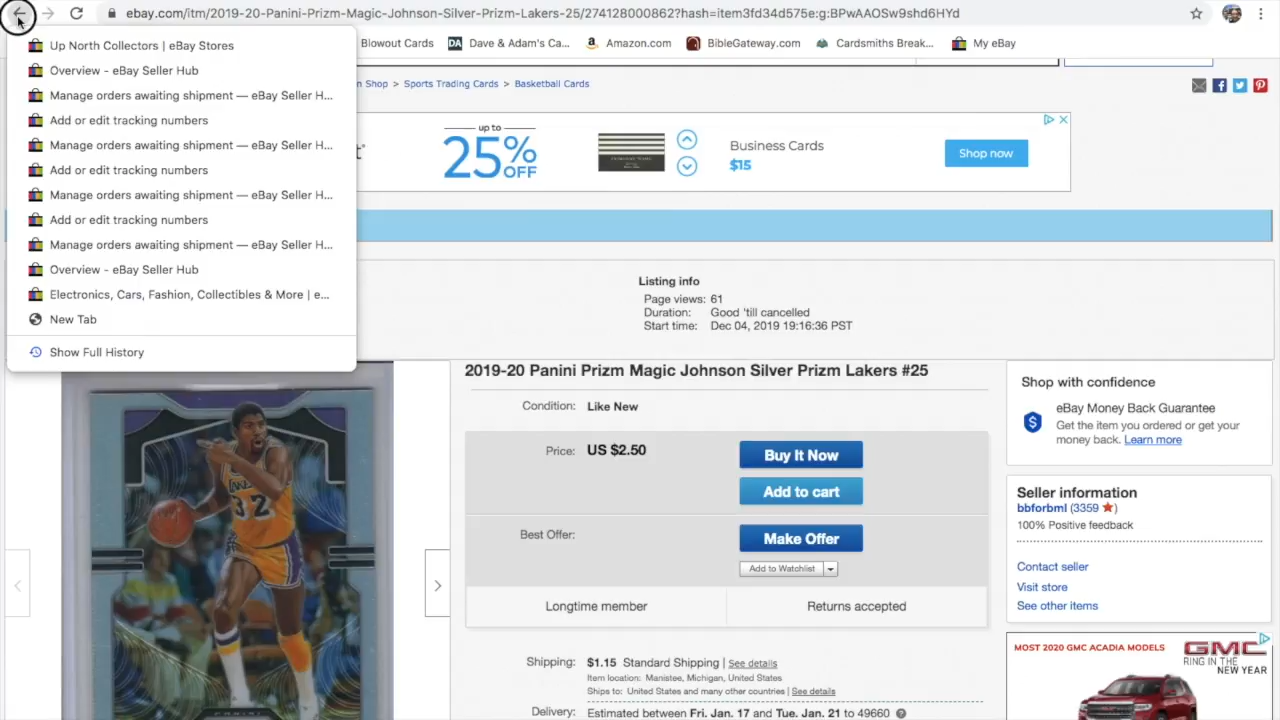 ebay.com/itm/2019-20-Panini-Prizm-Magic-Johnson-Silver-Prizm-Lakers-25/274128000862?hash=item3fd34d575e:g:BPwAAOSw9shd6HYd
Blowout Cards
DA Dave & Adam's Ca...
Amazon.com
BibleGateway.com
Cardsmiths Break...
My eBay
Up North Collectors | eBay Stores
Overview - eBay Seller Hub
Manage orders awaiting shipment — eBay Seller H...
Add or edit tracking numbers
Manage orders awaiting shipment — eBay Seller H...
Add or edit tracking numbers
Manage orders awaiting shipment — eBay Seller H...
Add or edit tracking numbers
Manage orders awaiting shipment — eBay Seller H...
Overview - eBay Seller Hub
Electronics, Cars, Fashion, Collectibles & More | e...
New Tab
Show Full History
n Shop > Sports Trading Cards > Basketball Cards
up to
25% OFF
Business Cards
$15
Shop now
Listing info
Page views: 61
Duration: Good 'till cancelled
Start time: Dec 04, 2019 19:16:36 PST
2019-20 Panini Prizm Magic Johnson Silver Prizm Lakers #25
Condition: Like New
Price: US $2.50
Buy It Now
Add to cart
Best Offer:
Make Offer
Add to Watchlist
Longtime member
Returns accepted
Shipping: $1.15 Standard Shipping | See details
Item location: Manistee, Michigan, United States
Ships to: United States and many other countries | See details
Delivery: Estimated between Fri. Jan. 17 and Tue. Jan. 21 to 49660
Shop with confidence
eBay Money Back Guarantee
Get the item you ordered or get your
money back. Learn more
Seller information
bbforbml (3359)
100% Positive feedback
Contact seller
Visit store
See other items
MOST 2020 GMC ACADIA MODELS
GMC
RING IN THE
NEW YEAR
32
PANINI